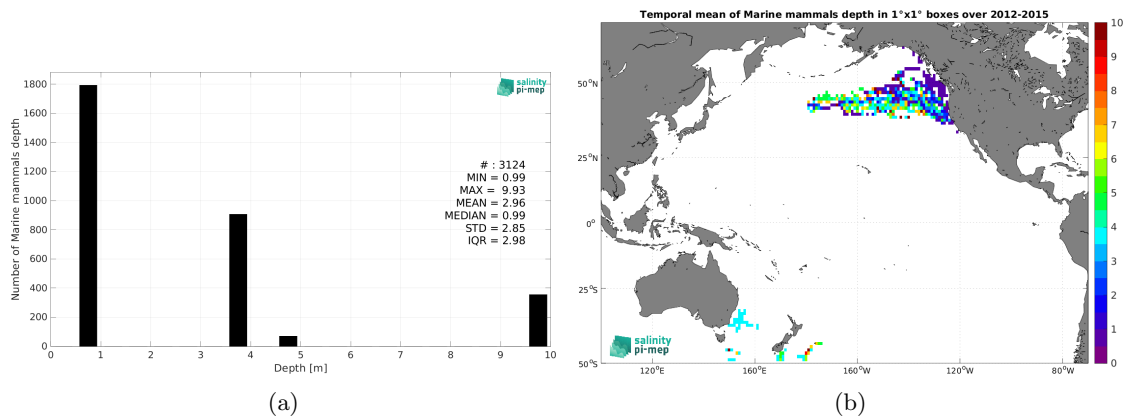 1800
1600
1400
1200
1000
800
600
400
200
0
Number of Marine mammals depth
salinity
pi-mep
# : 3124
MIN = 0.99
MAX = 9.93
MEAN = 2.96
MEDIAN = 0.99
STD = 2.85
IQR = 2.98
0 1 2 3 4 5 6 7 8 9 10
Depth [m]
(a)
Temporal mean of Marine mammals depth in 1°x1° boxes over 2012-2015
50°N
25°N
0°
25°S
50°S
salinity
pi-mep
120°E 160°E 160°W 120°W 80°W
10
9
8
7
6
5
4
3
2
1
0
(b)